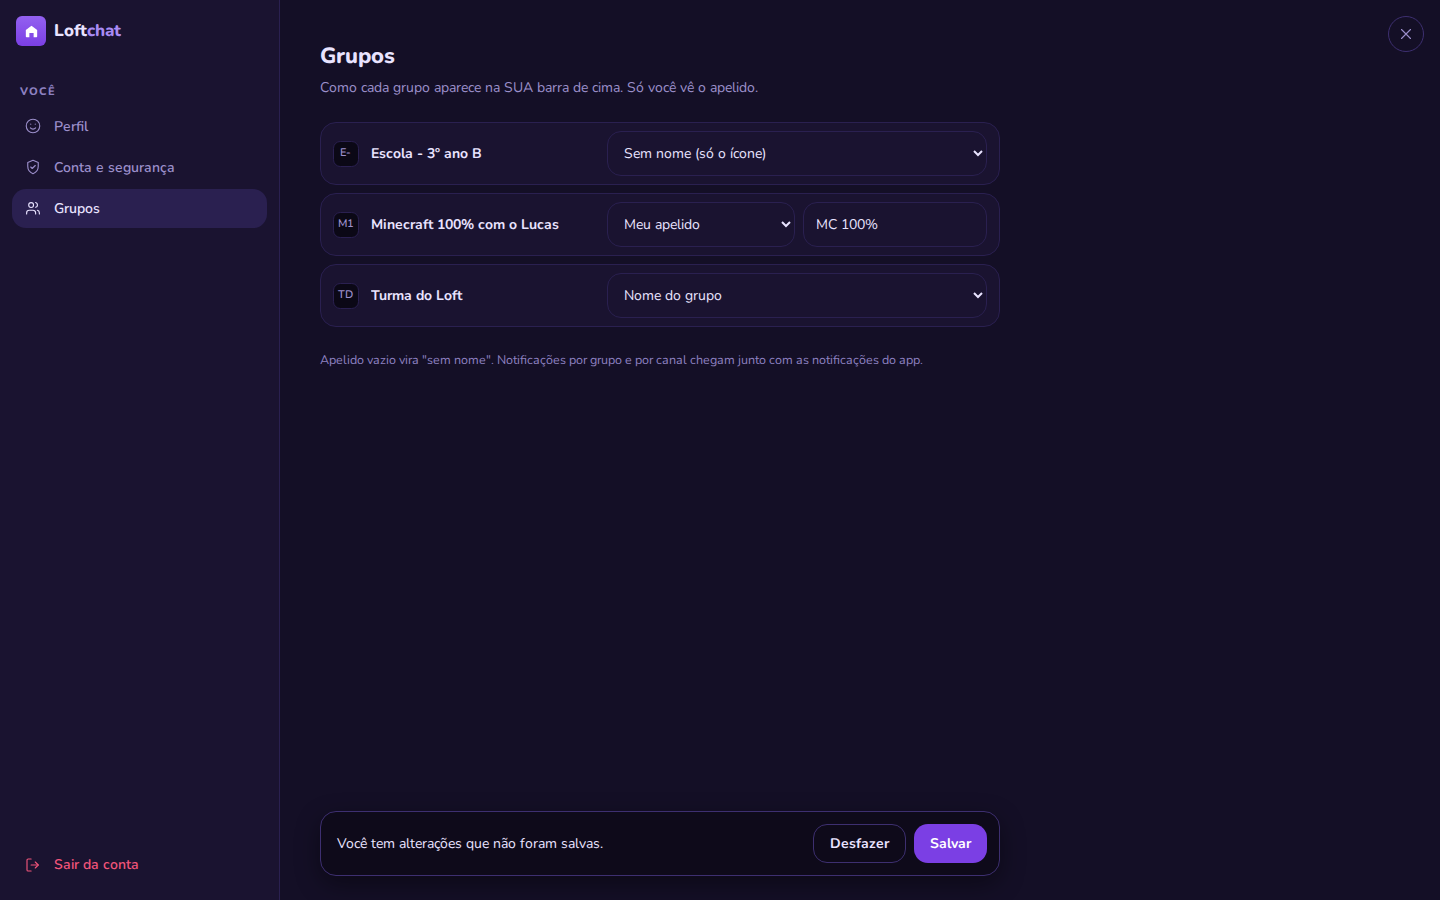 Loftchat
VOCÊ
Perfil
Conta e segurança
Grupos
Sair da conta
Grupos
Como cada grupo aparece na SUA barra de cima. Só você vê o apelido.
E- Escola - 3º ano B Sem nome (só o ícone)
M1 Minecraft 100% com o Lucas Meu apelido MC 100%
TD Turma do Loft Nome do grupo
Apelido vazio vira "sem nome". Notificações por grupo e por canal chegam junto com as notificações do app.
Você tem alterações que não foram salvas. Desfazer Salvar